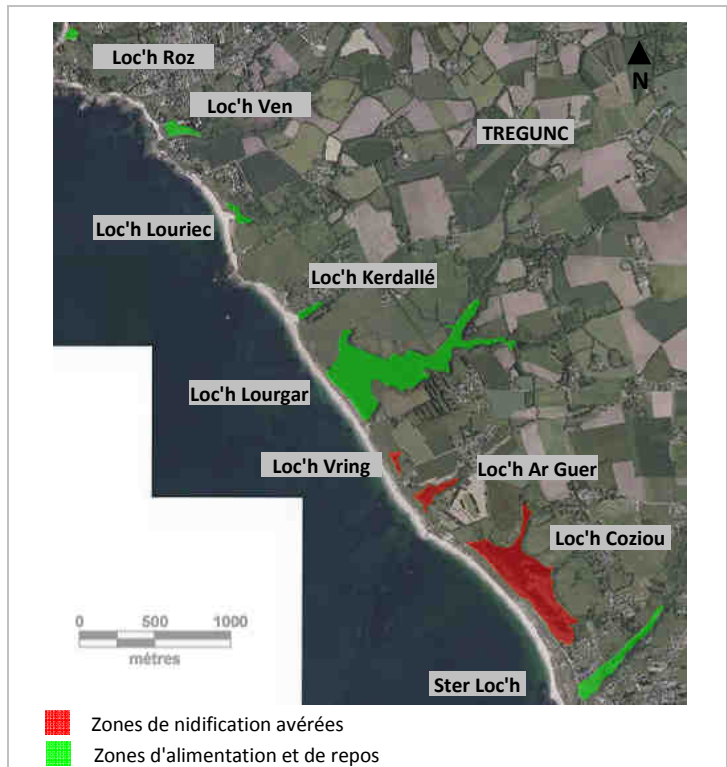 Loc'h Roz
Loc'h Ven
TREGUNC
N
Loc'h Louriec
Loc'h Kerdallé
Loc'h Lourgar
Loc'h Vring
Loc'h Ar Guer
Loc'h Coziou
0 500 1000
métres
Ster Loc'h
Zones de nidification avérées
Zones d'alimentation et de repos